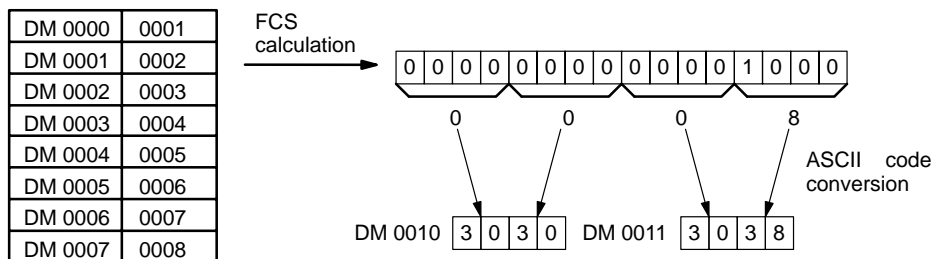 DM 0000 0001
DM 0001 0002
DM 0002 0003
DM 0003 0004
DM 0004 0005
DM 0005 0006
DM 0006 0007
DM 0007 0008
FCS
calculation
0 0 0 0 0 0 0 0 0 0 0 0 1 0 0 0
0 0 0 8
ASCII code
conversion
DM 0010 3 0 3 0 DM 0011 3 0 3 8